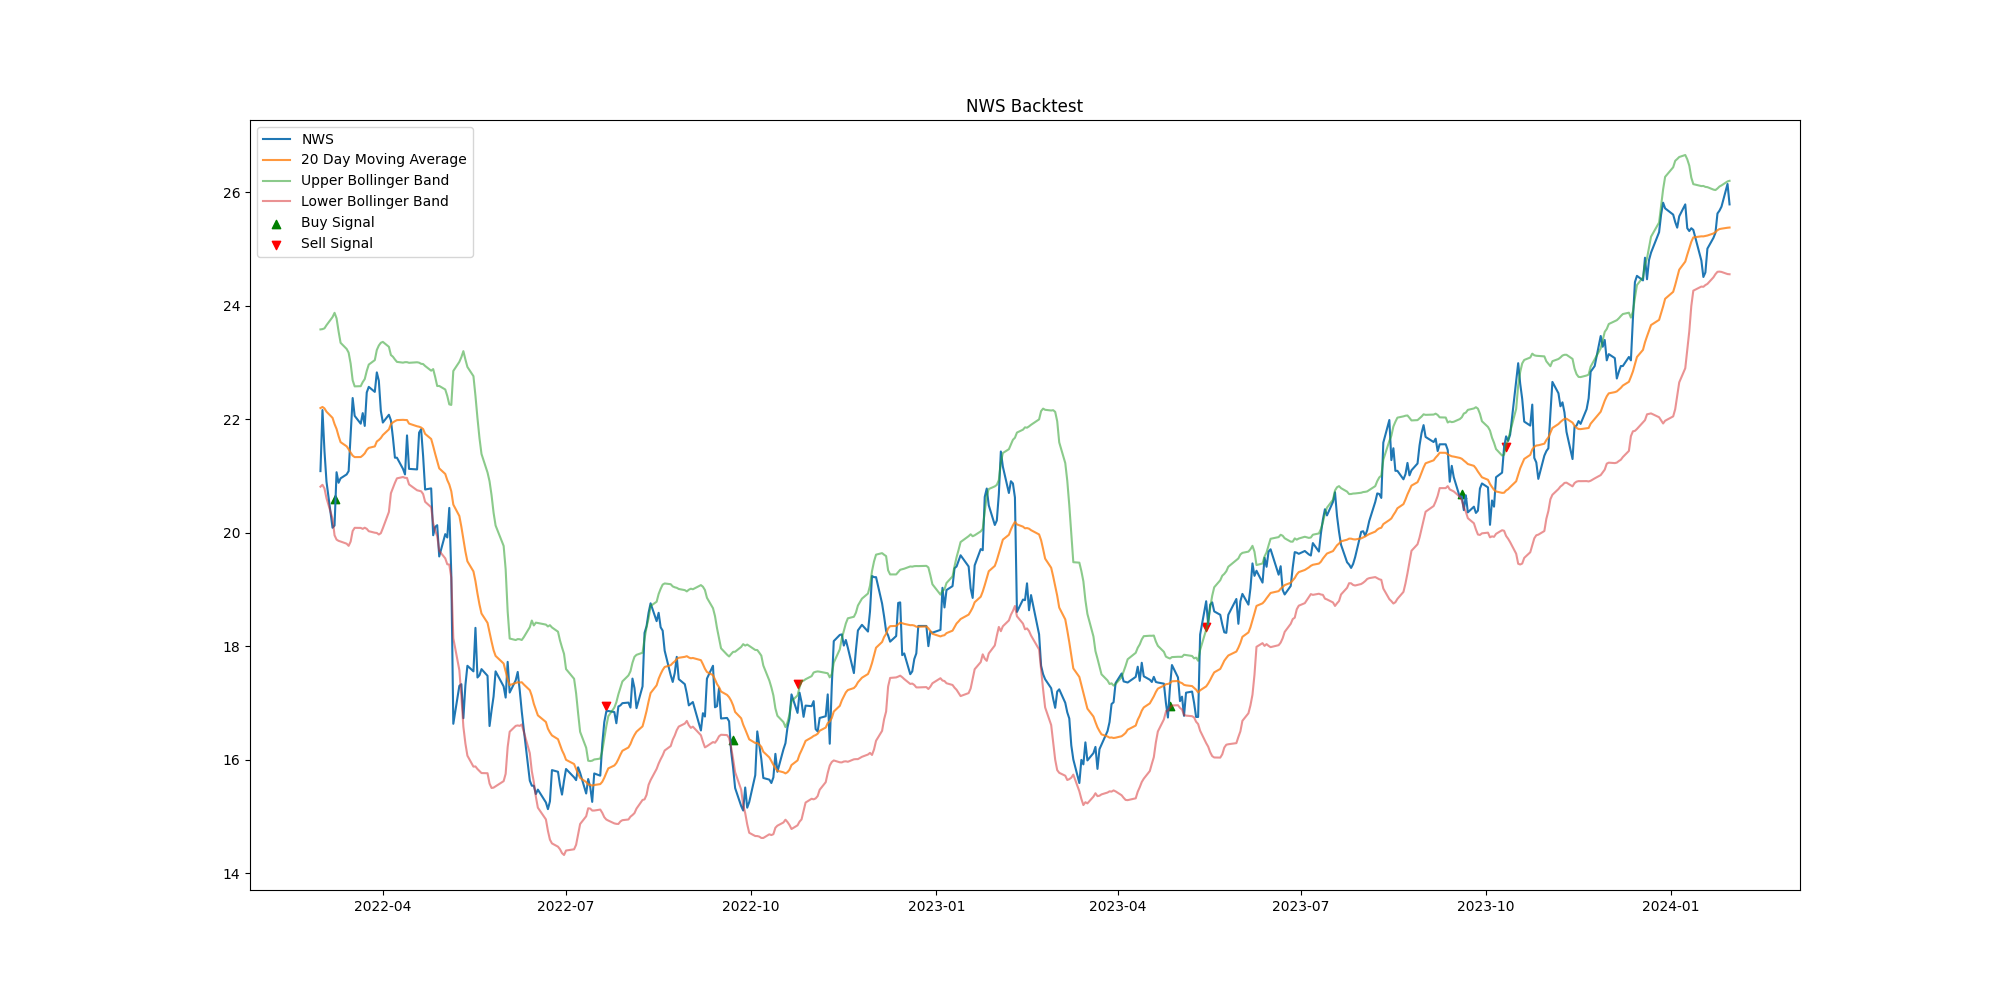 NWS Backtest
NWS
20 Day Moving Average
Upper Bollinger Band
Lower Bollinger Band
Buy Signal
Sell Signal
26
24
22
20
18
16
14
2022-04 2022-07 2022-10 2023-01 2023-04 2023-07 2023-10 2024-01